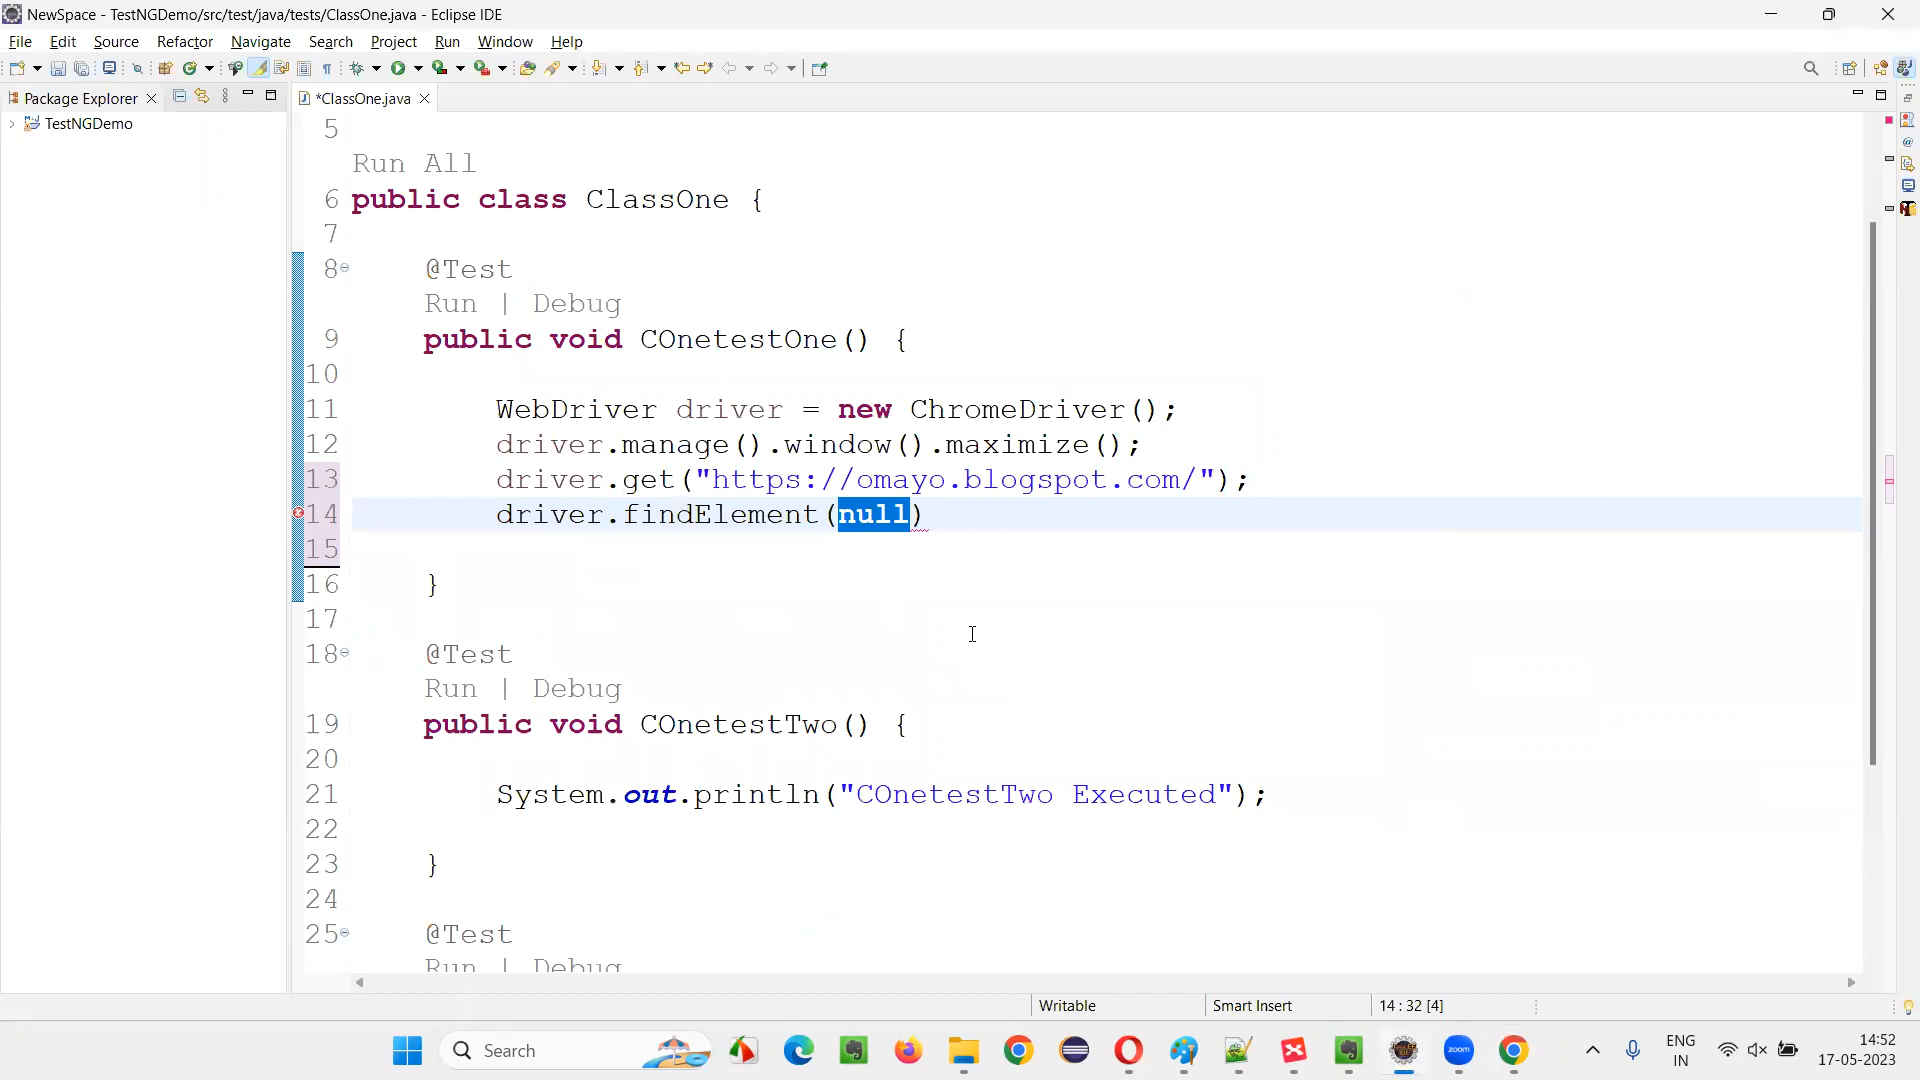 NewSpace - TestNGDemo/src/test/java/tests/ClassOne.java - Eclipse IDE
File Edit Source Refactor Navigate Search Project Run Window Help
Package Explorer
*ClassOne.java
TestNGDemo
5
Run All
6 public class ClassOne {
7
8 @Test
Run | Debug
9 public void COnetestOne() {
10
11 WebDriver driver = new ChromeDriver();
12 driver.manage().window().maximize();
13 driver.get("https://omayo.blogspot.com/");
14 driver.findElement(null)
15
16 }
17
18 @Test
Run | Debug
19 public void COnetestTwo() {
20
21 System.out.println("COnetestTwo Executed");
22
23 }
24
25 @Test
Run | Debug
Writable Smart Insert 14 : 32 [4]
Search
zoom
ENG
IN
14:52
17-05-2023